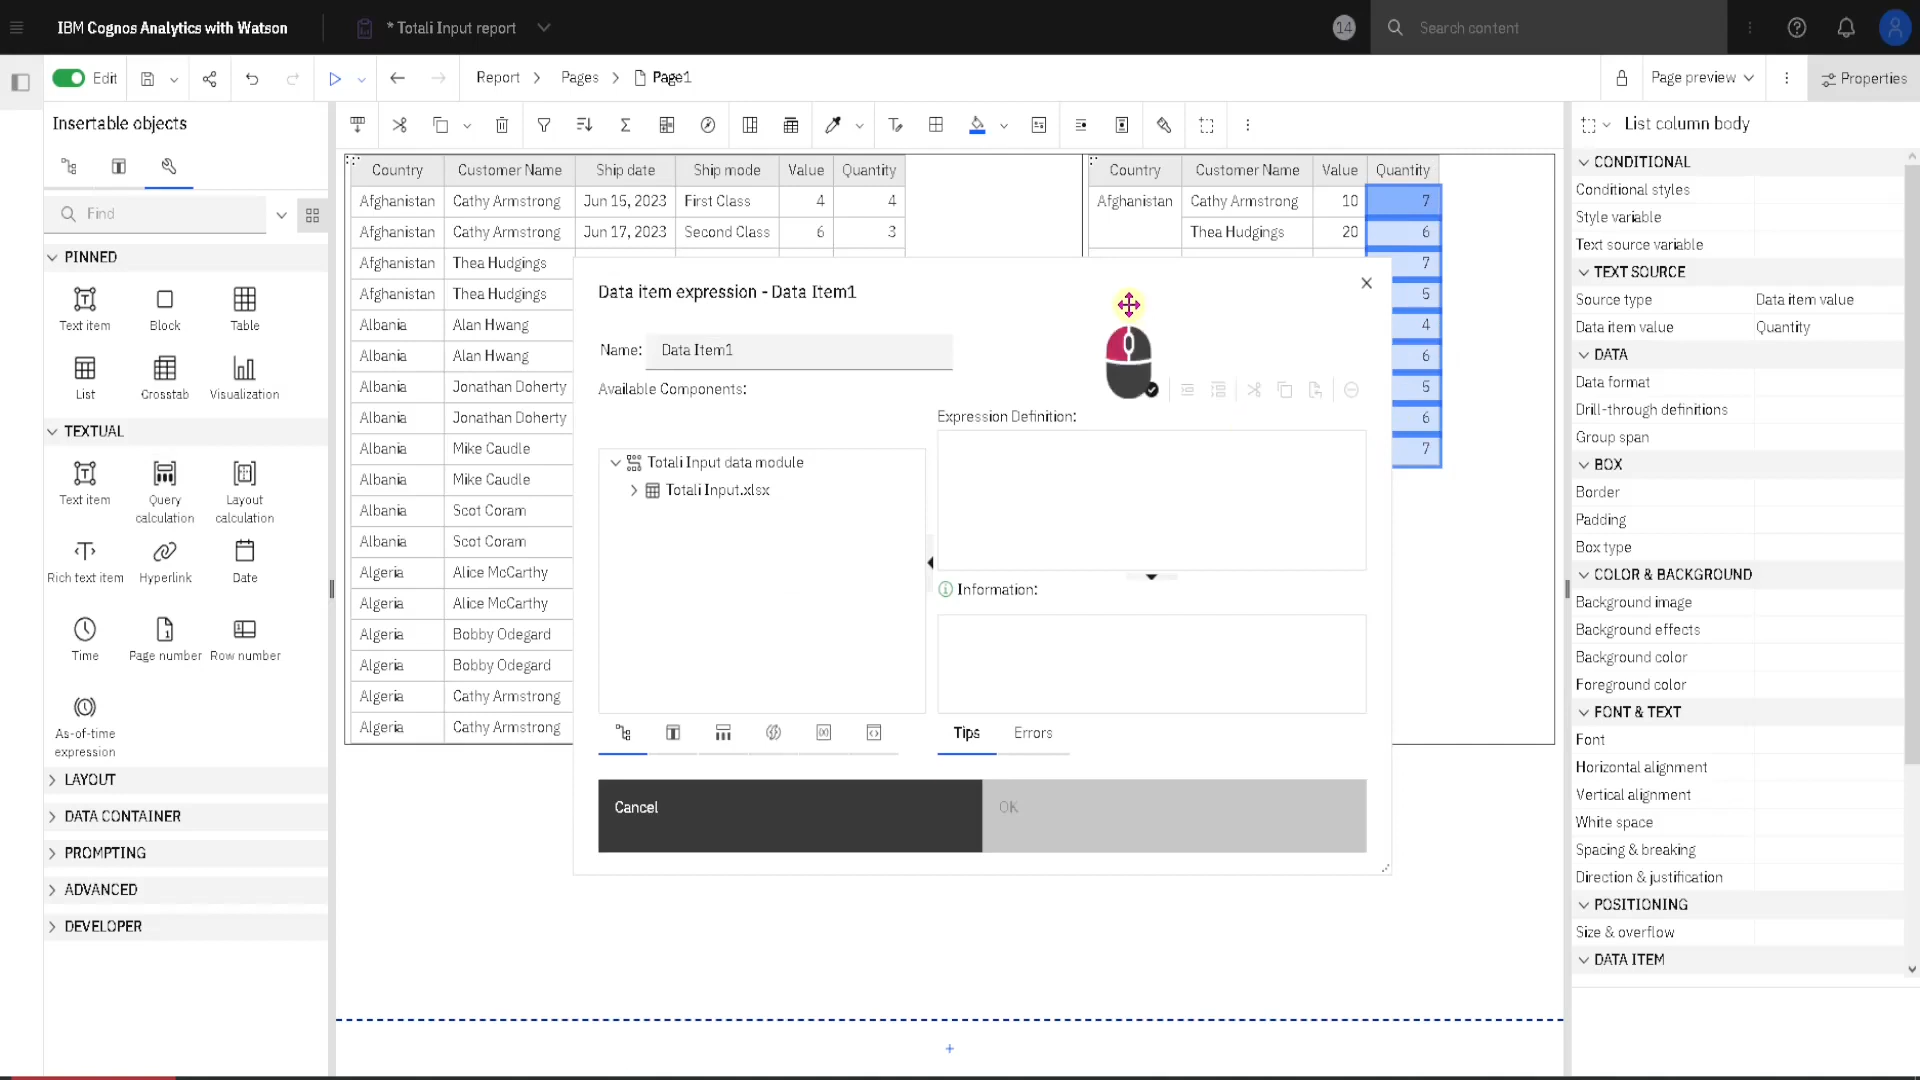 IBM Cognos Analytics with Watson
* Totali Input report
14
Search content
Edit
Report
Pages
Page1
Page preview
Properties
Insertable objects
Find
PINNED
Text item
Block
Table
List
Crosstab
Visualization
TEXTUAL
Text item
Query calculation
Layout calculation
Rich text item
Hyperlink
Date
Time
Page number
Row number
As-of-time expression
LAYOUT
DATA CONTAINER
PROMPTING
ADVANCED
DEVELOPER
Country Customer Name Ship date Ship mode Value Quantity
Afghanistan Cathy Armstrong Jun 15, 2023 First Class 4 4
Afghanistan Cathy Armstrong Jun 17, 2023 Second Class 6 3
Afghanistan Thea Hudgings
Afghanistan Thea Hudgings
Albania Alan Hwang
Albania Alan Hwang
Albania Jonathan Doherty
Albania Jonathan Doherty
Albania Mike Caudle
Albania Mike Caudle
Albania Scot Coram
Albania Scot Coram
Algeria Alice McCarthy
Algeria Alice McCarthy
Algeria Bobby Odegard
Algeria Bobby Odegard
Algeria Cathy Armstrong
Algeria Cathy Armstrong
Country Customer Name Value Quantity
Afghanistan Cathy Armstrong 10 7
Thea Hudgings 20 6
7
5
4
6
5
6
7
Data item expression - Data Item1
Name: Data Item1
Available Components:
Totali Input data module
Totali Input.xlsx
Expression Definition:
Information:
Tips
Errors
Cancel
OK
List column body
CONDITIONAL
Conditional styles
Style variable
Text source variable
TEXT SOURCE
Source type Data item value
Data item value Quantity
DATA
Data format
Drill-through definitions
Group span
BOX
Border
Padding
Box type
COLOR & BACKGROUND
Background image
Background effects
Background color
Foreground color
FONT & TEXT
Font
Horizontal alignment
Vertical alignment
White space
Spacing & breaking
Direction & justification
POSITIONING
Size & overflow
DATA ITEM